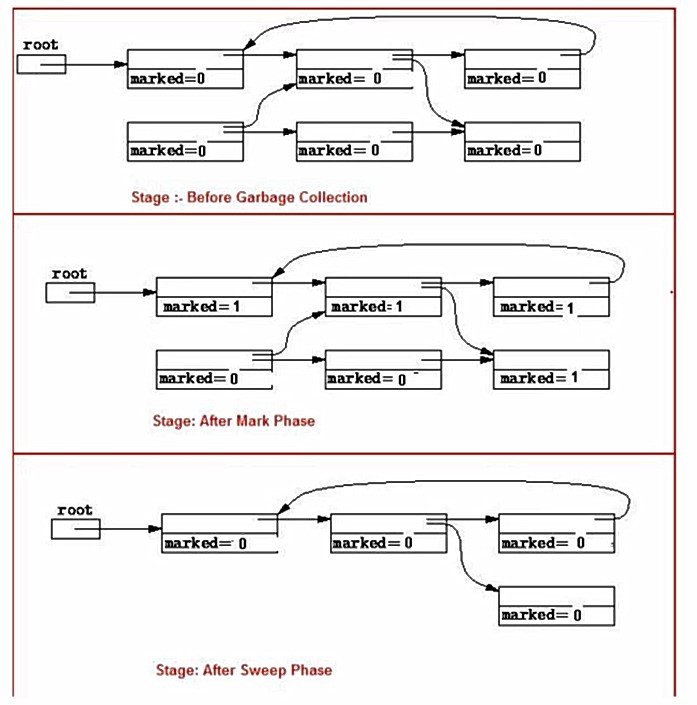 root
marked=0 marked= 0 marked= 0
marked=0 marked= 0 marked=0
Stage :- Before Garbage Collection
root
marked=1 marked=1 marked=1
marked=0 marked=0 marked=1
Stage: After Mark Phase
root
marked= 0 marked=0 marked= 0
marked=0
Stage: After Sweep Phase